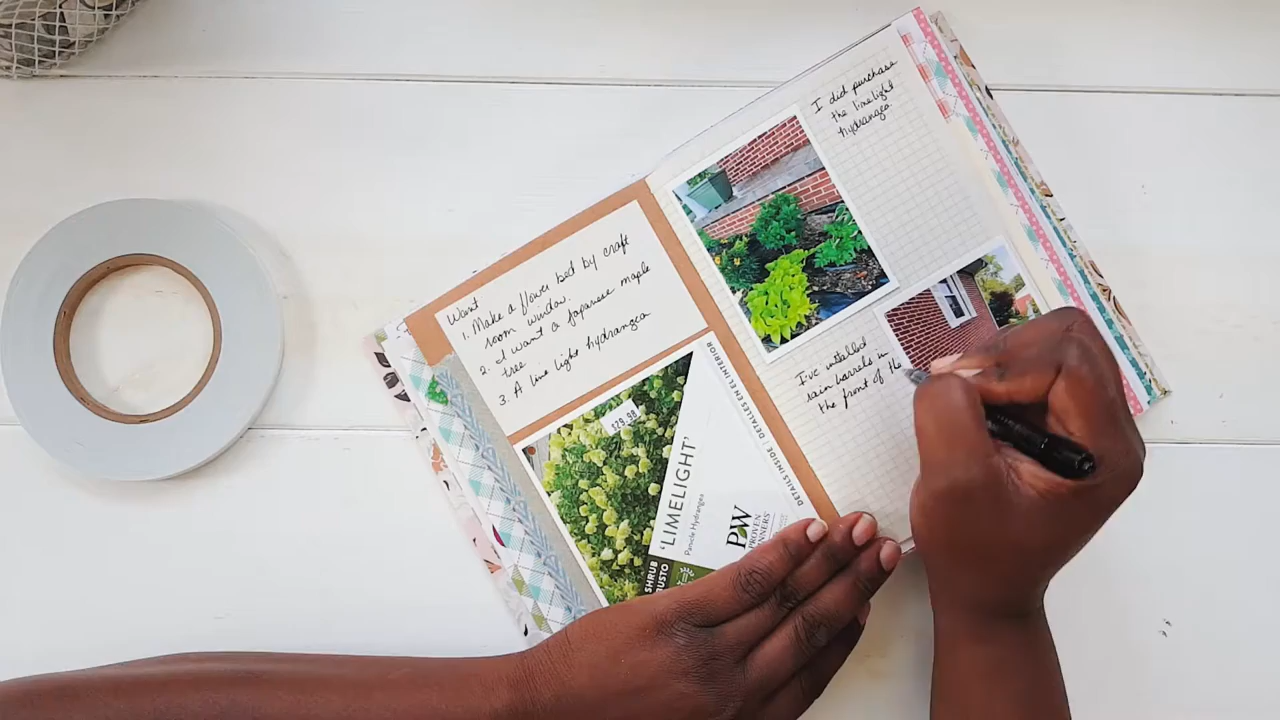 Want
1. Make a flower bed by craft
room window.
2. I want a Japanese maple
tree
3. A lime light hydrangea
$29.98
'LIMELIGHT'
Panicle Hydrangea
DETAILS INSIDE | DETALLES EN EL INTERIOR
PW
PROVEN
WINNERS
SHRUB
I did purchase
the limelight
hydrangea
I've installed
rain barrels in
the front of the